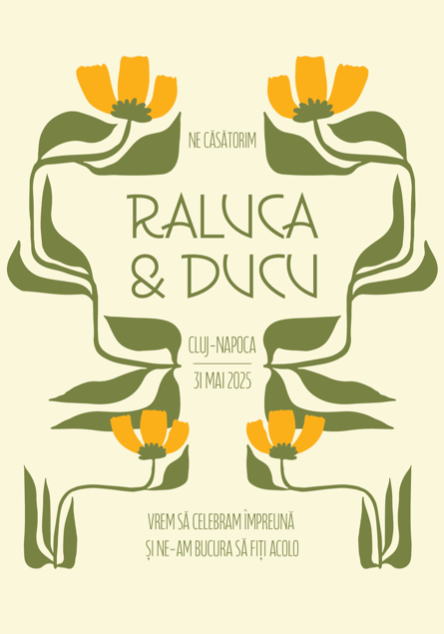 NE CĂSĂTORIM
RALUCA
& DUCU
CLUJ-NAPOCA
31 MAI 2025
VREM SĂ CELEBRAM ÎMPREUNĂ
ȘI NE-AM BUCURA SĂ FIȚI ACOLO